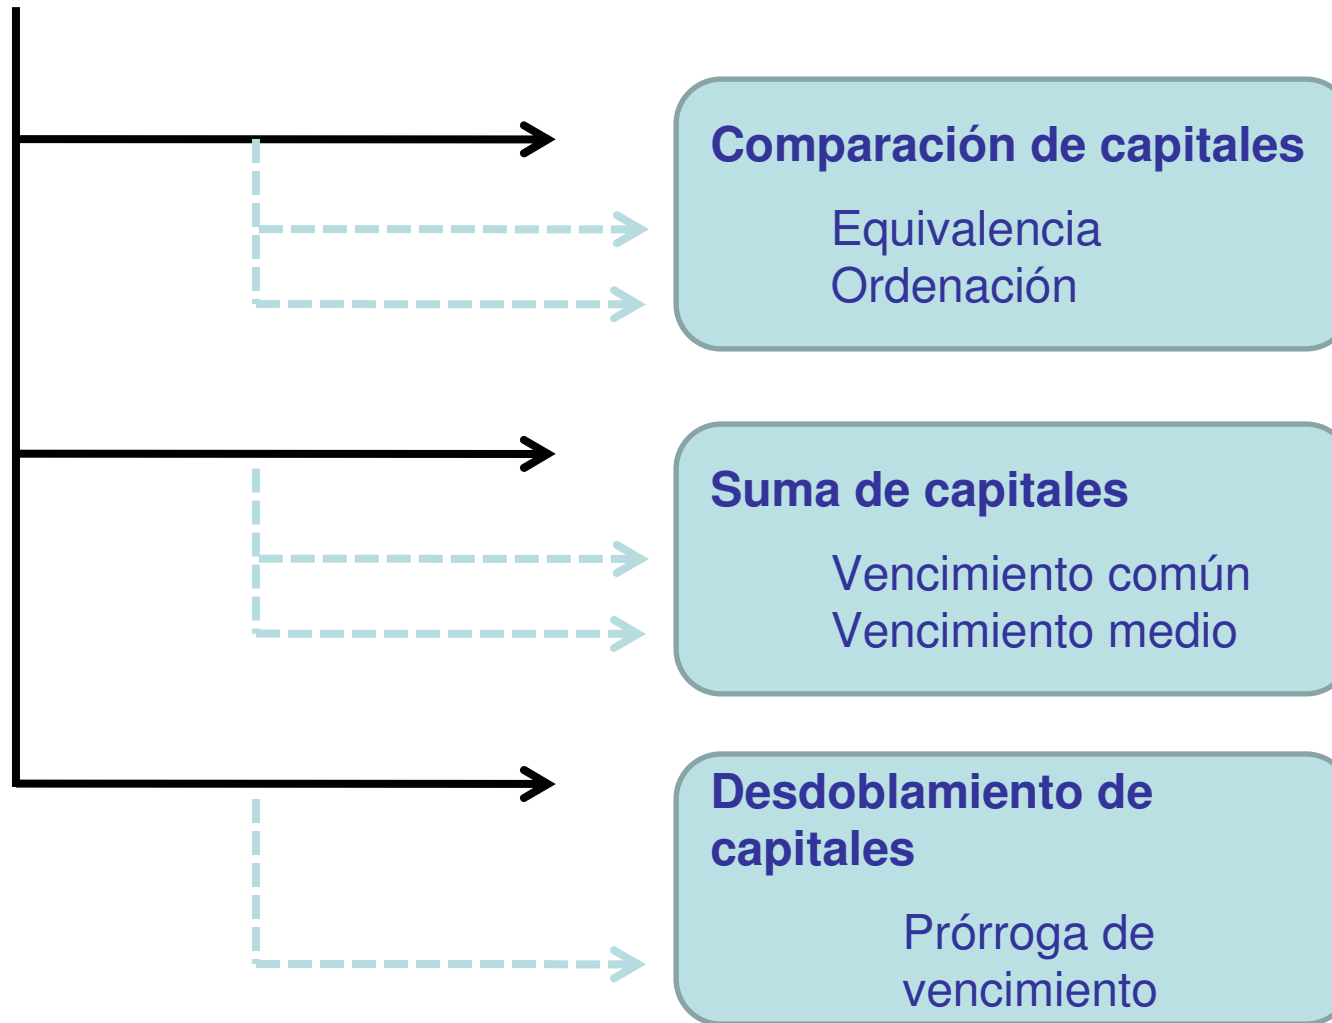 Comparación de capitales
Equivalencia
Ordenación
Suma de capitales
Vencimiento común
Vencimiento medio
Desdoblamiento de
capitales
Prórroga de
vencimiento